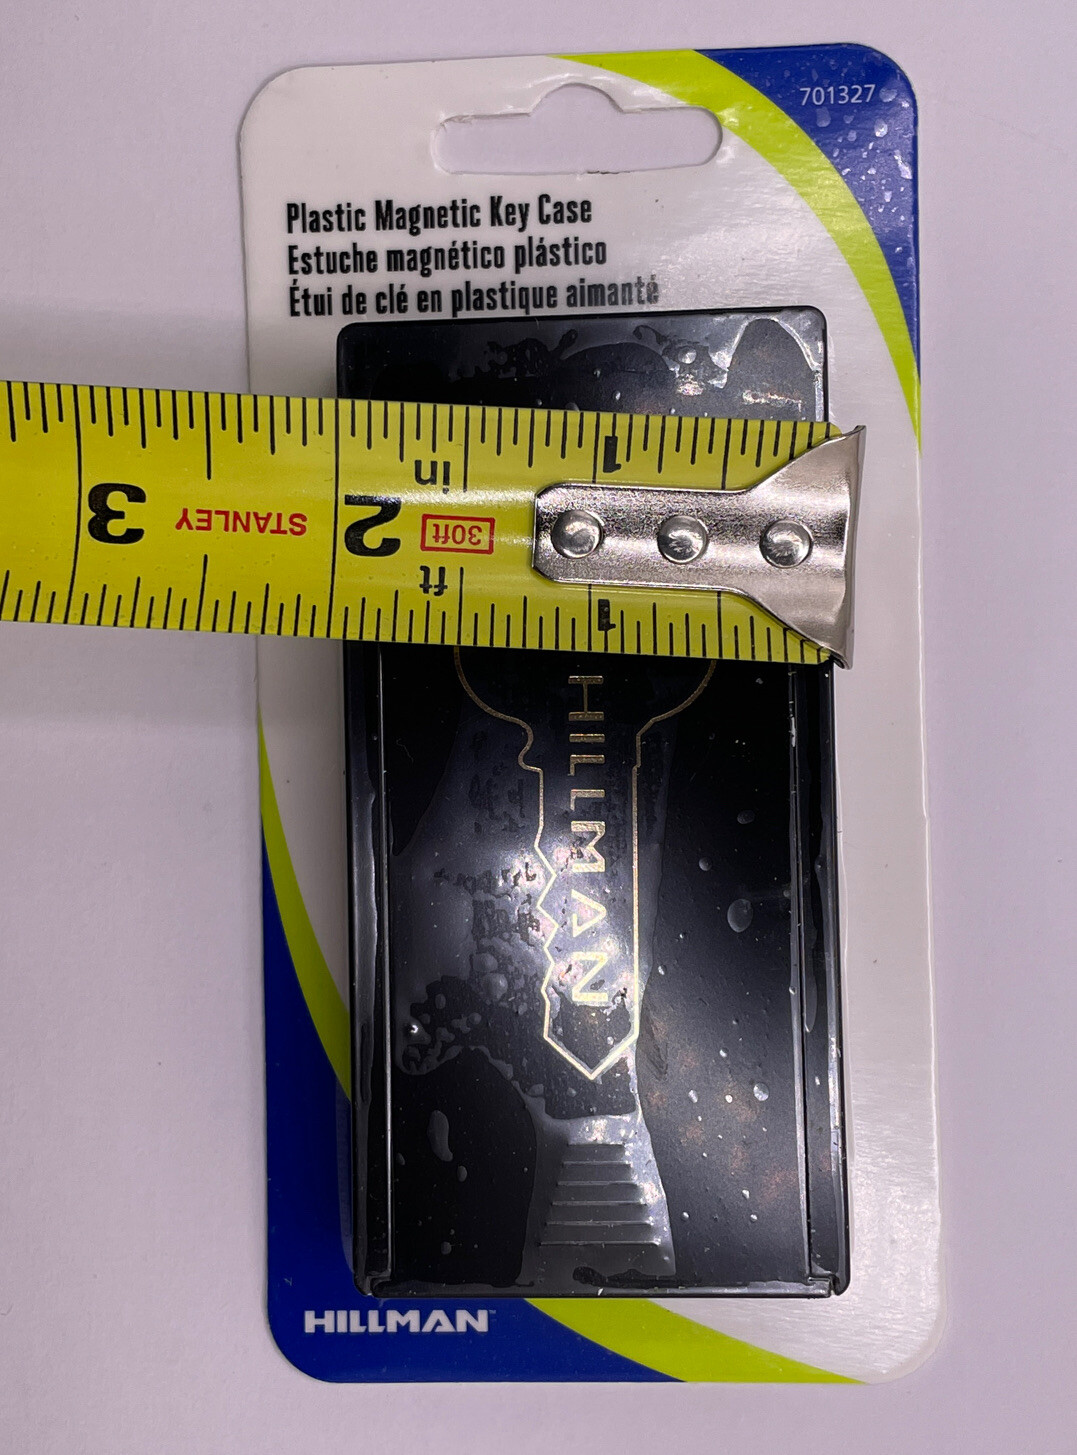 701327
Plastic Magnetic Key Case
Estuche magnético plástico
Étui de clé en plastique aimanté
1
in
3
STANLEY
2
30ft
ft
1
HILLMAN
HILLMAN